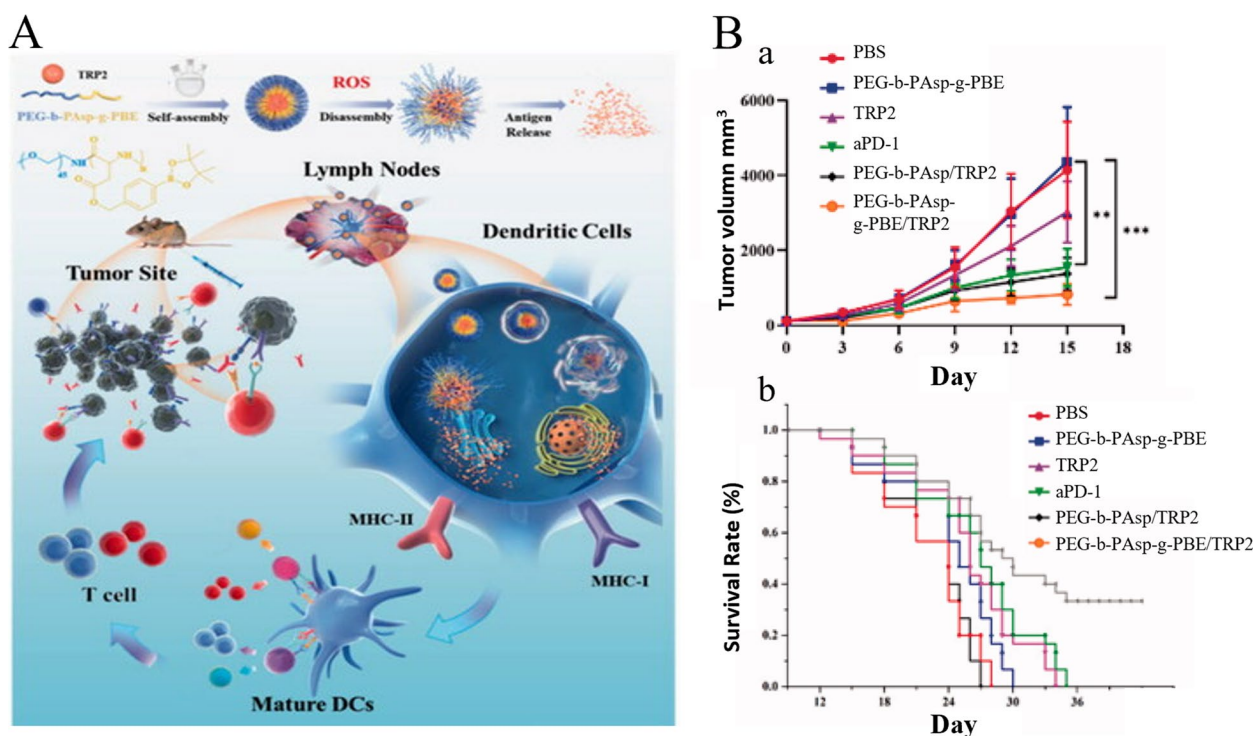 A
TRP2
PEG-b-PAsp-g-PBE
Self-assembly
ROS
Disassembly
Antigen
Release
O
45
NH
O
H
N
O
O
B
O
O
Lymph Nodes
Dendritic Cells
Tumor Site
MHC-II
MHC-I
T cell
Mature DCs
B
a
PBS
PEG-b-PAsp-g-PBE
TRP2
aPD-1
PEG-b-PAsp/TRP2
PEG-b-PAsp-
g-PBE/TRP2
Tumor volumn mm³
6000
4000
2000
0
**
***
0 3 6 9 12 15 18
Day
b
PBS
PEG-b-PAsp-g-PBE
TRP2
aPD-1
PEG-b-PAsp/TRP2
PEG-b-PAsp-g-PBE/TRP2
Survival Rate (%)
1.0
0.8
0.6
0.4
0.2
0.0
12 18 24 30 36
Day